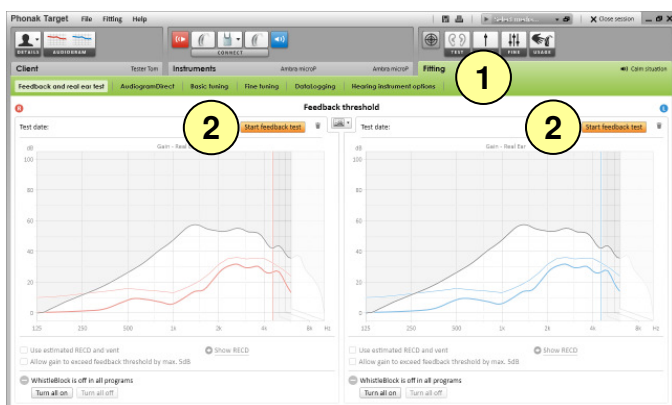 Phonak Target File Fitting Help Select media... Close session
DETAILS AUDIOGRAM CONNECT TEST FINE USAGE
Client Tester Tom Instruments Ambra microP Ambra microP Fitting 1 Calm situation
Feedback and real ear test AudiogramDirect Basic tuning Fine tuning DataLogging Hearing instrument options
R Feedback threshold L
Test date: 2 Start feedback test Test date: 2 Start feedback test
dB Gain - Real dB Gain - Real Ear
100 100
80 80
60 60
40 40
20 20
0 0
125 250 500 1k 2k 4k 8k Hz 125 250 500 1k 2k 4k 8k Hz
Use estimated RECD and vent Show RECD Use estimated RECD and vent Show RECD
Allow gain to exceed feedback threshold by max. 5dB Allow gain to exceed feedback threshold by max. 5dB
WhistleBlock is off in all programs WhistleBlock is off in all programs
Turn all on Turn all off Turn all on Turn all off